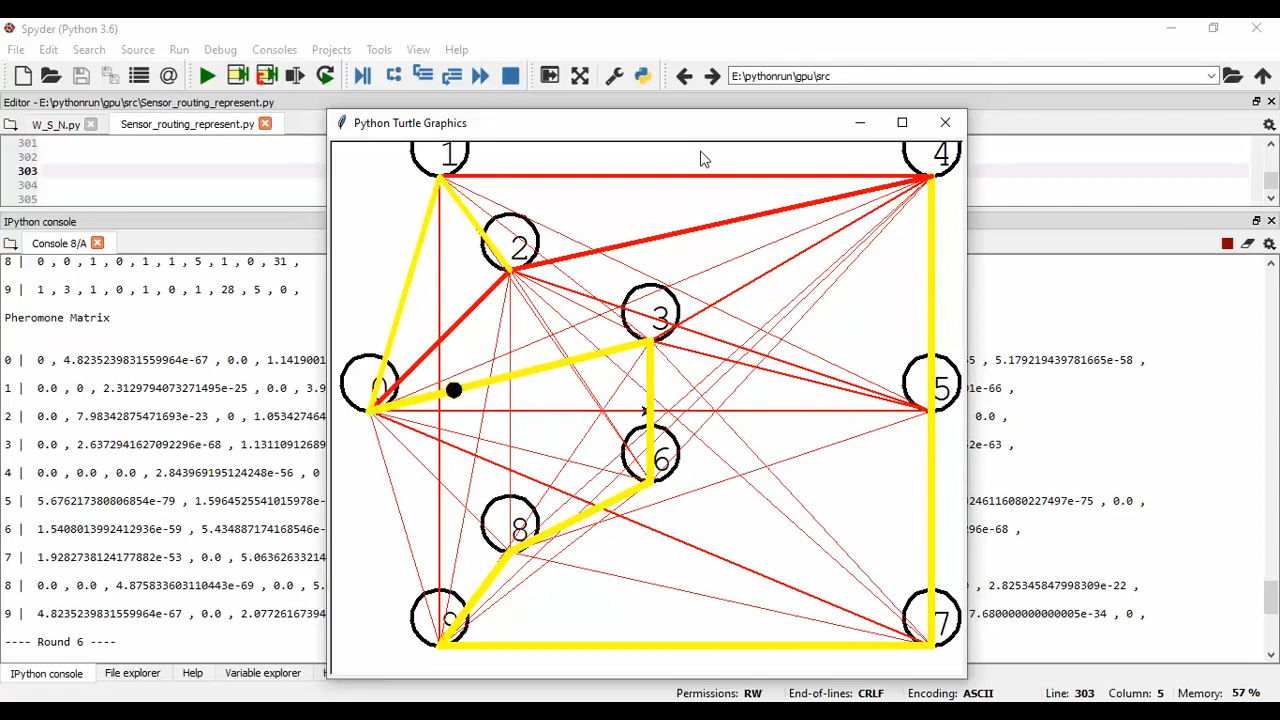 Spyder (Python 3.6)
File Edit Search Source Run Debug Consoles Projects Tools View Help
E:\pythonrun\gpu\src
Editor - E:\pythonrun\gpu\src\Sensor_routing_represent.py
W_S_N.py Sensor_routing_represent.py
301
302
303
304
305
IPython console
Console 8/A
8 | 0 , 0 , 1 , 0 , 1 , 1 , 5 , 1 , 0 , 31 ,
9 | 1 , 3 , 1 , 0 , 1 , 0 , 1 , 28 , 5 , 0 ,
Pheromone Matrix
0 | 0 , 4.8235239831559964e-67 , 0.0 , 1.1419001 5 , 5.179219439781665e-58 ,
1 | 0.0 , 0 , 2.3129794073271495e-25 , 0.0 , 3.9 01e-66
2 | 0.0 , 7.98342875471693e-23 , 0 , 1.053427464 0.0 ,
3 | 0.0 , 2.6372941627092296e-68 , 1.13110912689 e-63 ,
4 | 0.0 , 0.0 , 0.0 , 2.843969195124248e-56 , 0
5 | 5.676217380806854e-79 , 1.5964525541015978e- 246116080227497e-75 , 0.0 ,
6 | 1.5408013992412936e-59 , 5.434887174168546e- 296e-68 ,
7 | 1.9282738124177882e-53 , 0.0 , 5.06362633214
8 | 0.0 , 0.0 , 4.875833603110443e-69 , 0.0 , 5. 2.825345847998309e-22
9 | 4.8235239831559964e-67 , 0.0 , 2.07726167394 7.680000000000005e-34 , 0 ,
---- Round 6 ----
Python Turtle Graphics
1
4
2
3
0
5
6
8
9
7
IPython console File explorer Help Variable explorer
Permissions: RW End-of-lines: CRLF Encoding: ASCII Line: 303 Column: 5 Memory: 57 %